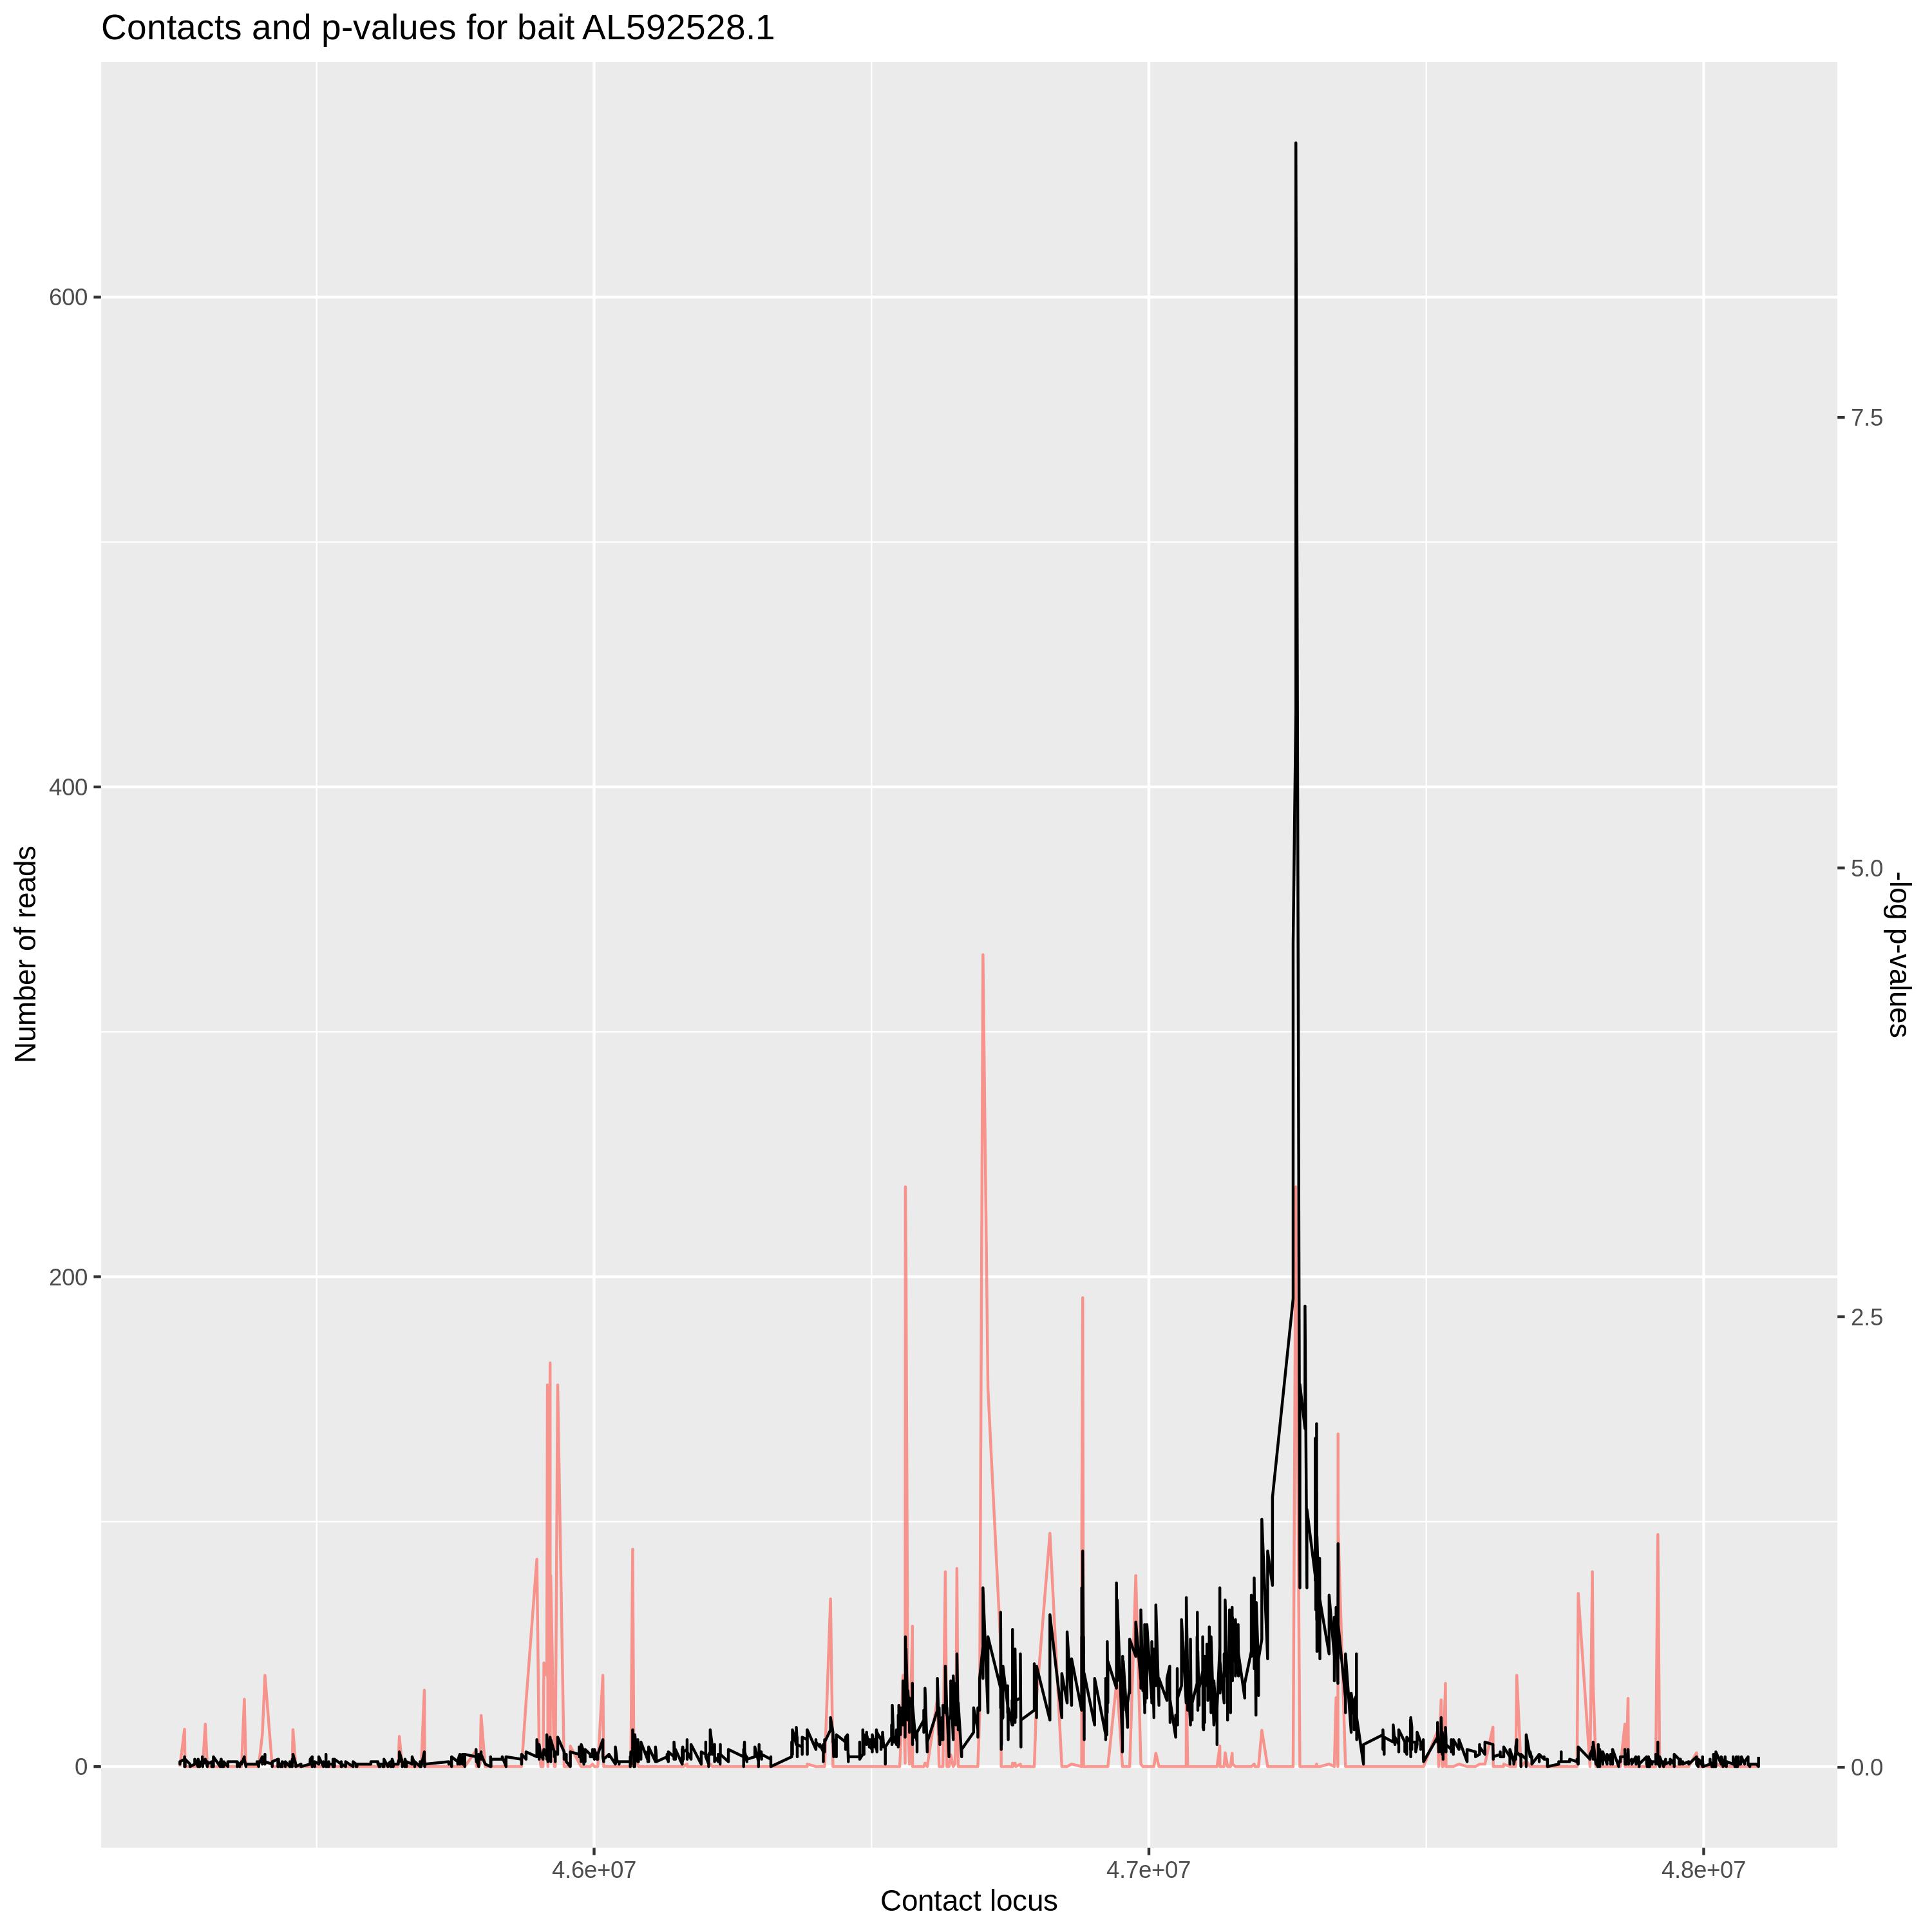 Contacts and p-values for bait AL592528.1
600
400
200
0
Number of reads
7.5
5.0
2.5
0.0
-log p-values
4.6e+07
4.7e+07
4.8e+07
Contact locus